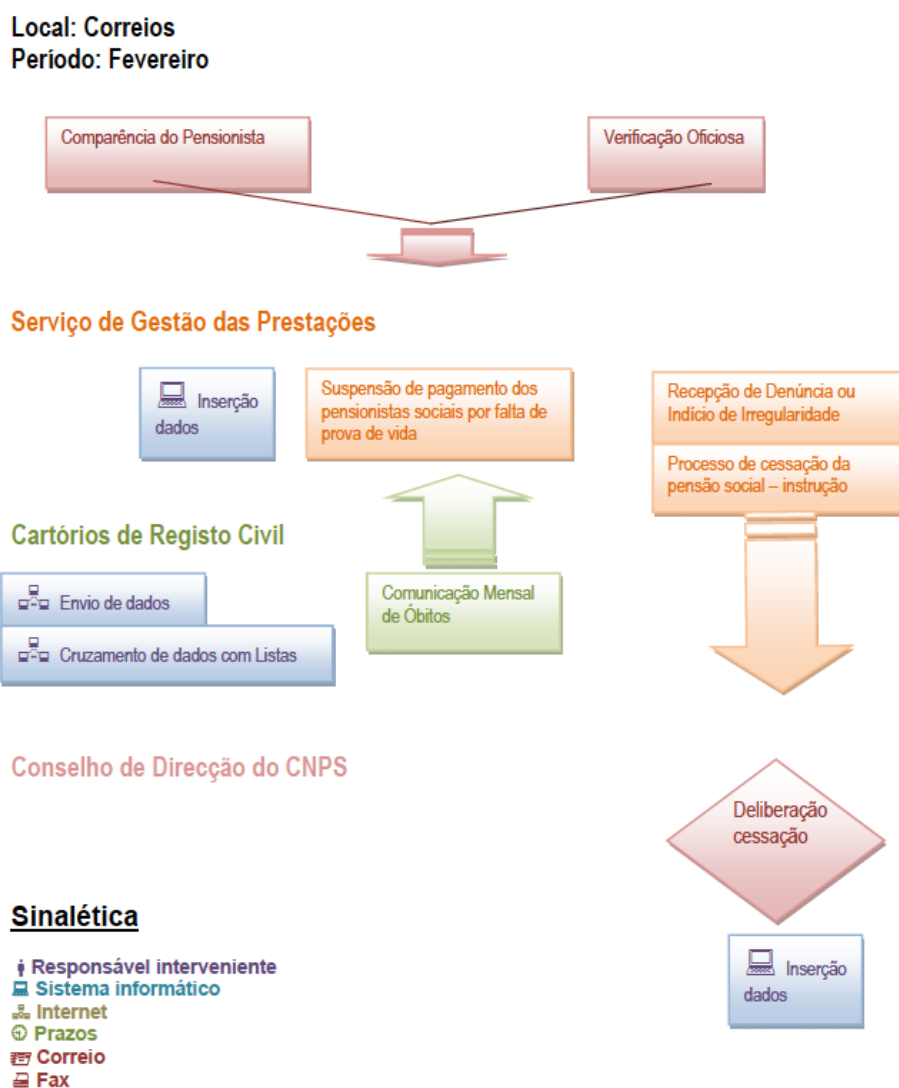 Local: Correios
Período: Fevereiro
Comparência do Pensionista
Verificação Oficiosa
Serviço de Gestão das Prestações
Inserção
dados
Suspensão de pagamento dos
pensionistas sociais por falta de
prova de vida
Recepção de Denúncia ou
Indício de Irregularidade
Processo de cessação da
pensão social – instrução
Cartórios de Registo Civil
Envio de dados
Cruzamento de dados com Listas
Comunicação Mensal
de Óbitos
Conselho de Direcção do CNPS
Deliberação
cessação
Inserção
dados
Sinalética
Responsável interveniente
Sistema informático
Internet
Prazos
Correio
Fax